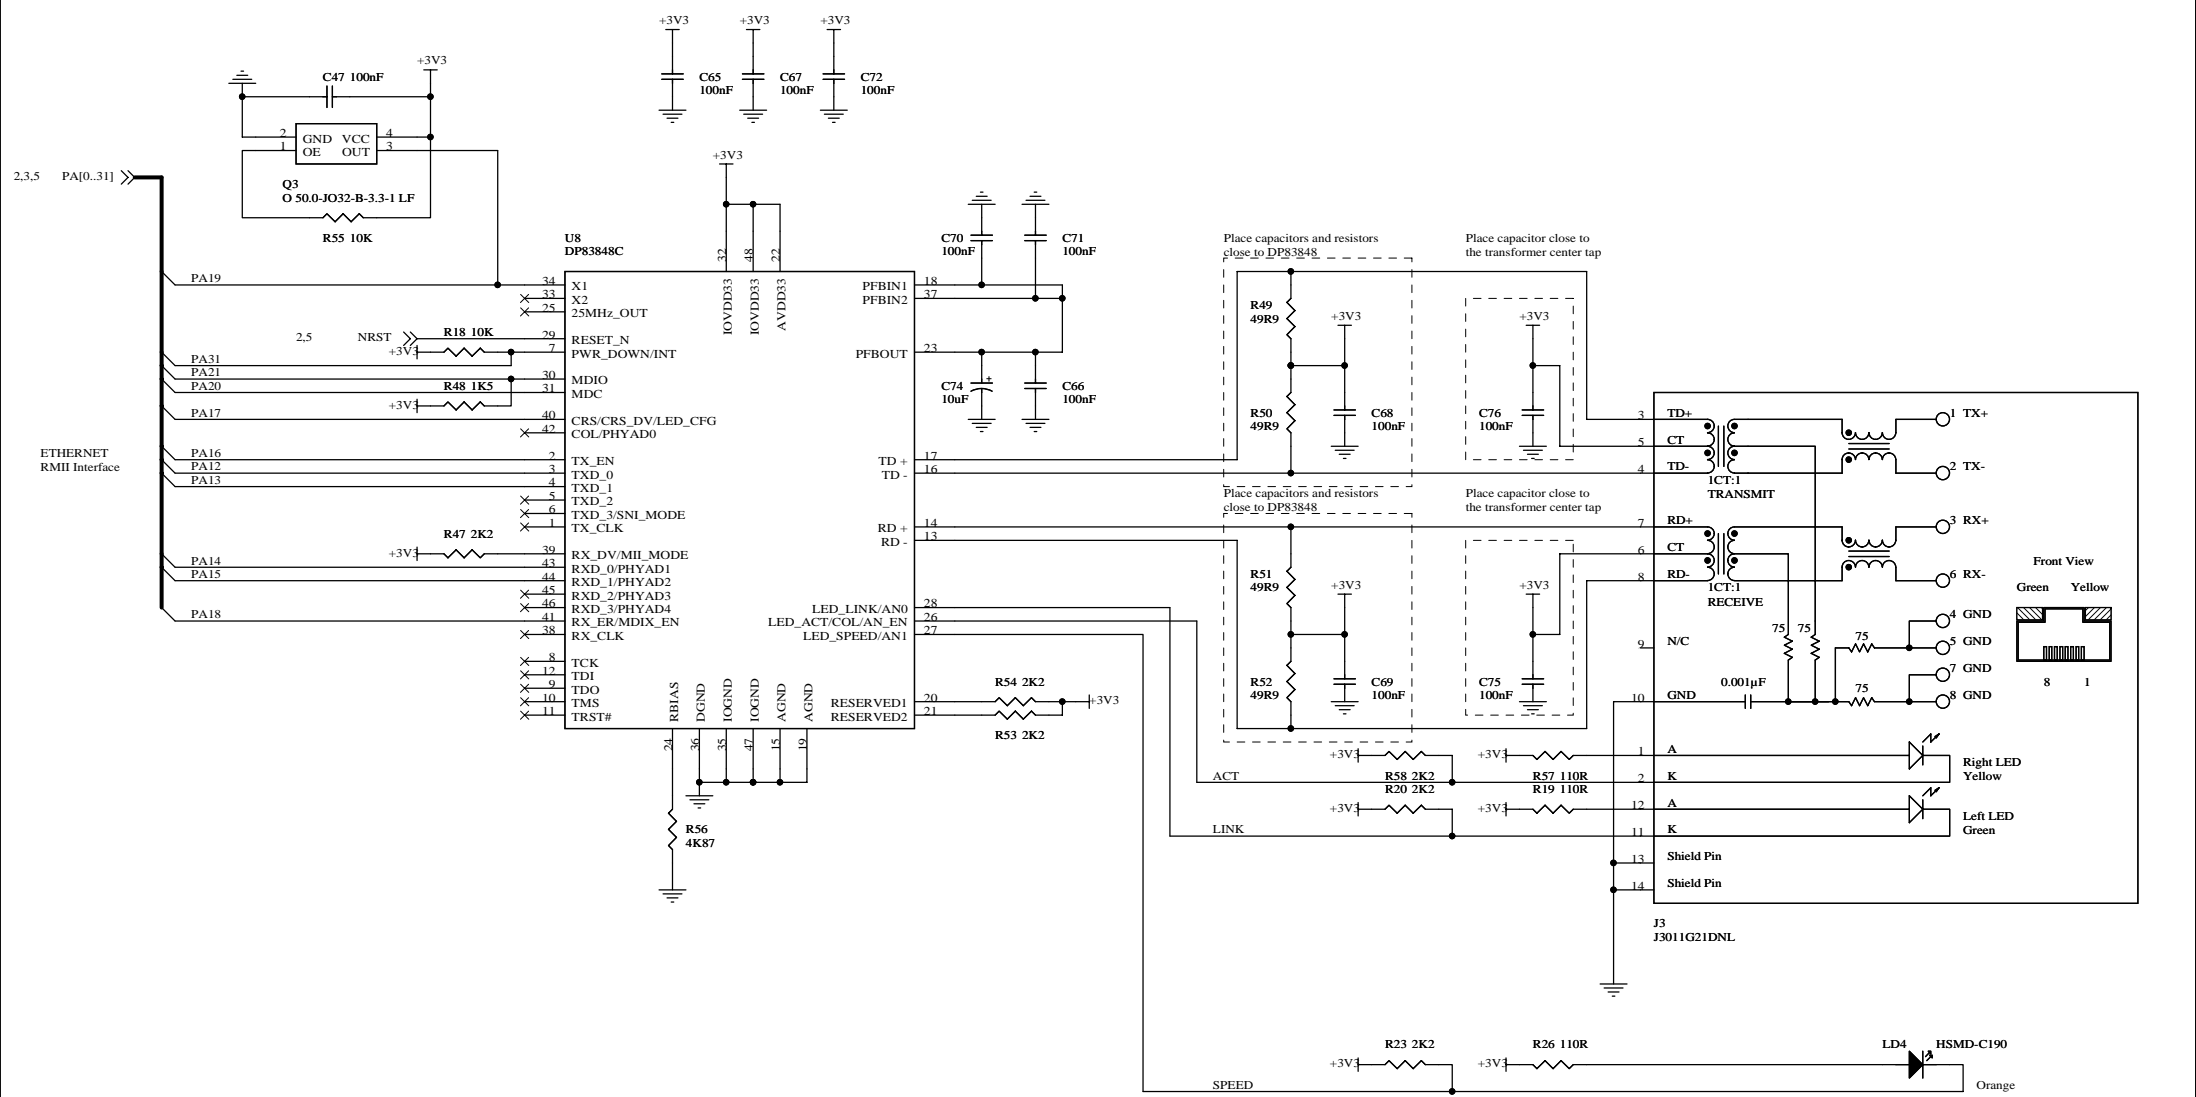 +3V3 +3V3 +3V3
C65 100nF
C67 100nF
C72 100nF
C47 100nF
+3V3
2 GND VCC 4
1 OE OUT 3
Q3
O 50.0-JO32-B-3.3-1 LF
R55 10K
2,3,5 PA[0..31]
+3V3
U8
DP83848C
32 IOVDD33
48 IOVDD33
22 AVDD33
PA19 34 X1
33 X2
25 25MHz_OUT
2,5 NRST 29 RESET_N
+3V3 R18 10K
PA31 7 PWR_DOWN/INT
PA21 30 MDIO
PA20 31 MDC
R48 1K5
+3V3
PA17 40 CRS/CRS_DV/LED_CFG
42 COL/PHYAD0
ETHERNET
RMII Interface
PA16 2 TX_EN
PA12 3 TXD_0
PA13 4 TXD_1
5 TXD_2
6 TXD_3/SNI_MODE
1 TX_CLK
R47 2K2
+3V3 39 RX_DV/MII_MODE
PA14 43 RXD_0/PHYAD1
PA15 44 RXD_1/PHYAD2
45 RXD_2/PHYAD3
46 RXD_3/PHYAD4
PA18 41 RX_ER/MDIX_EN
38 RX_CLK
8 TCK
12 TDI
9 TDO
10 TMS
11 TRST#
24 RBIAS
36 DGND
35 IOGND
47 IOGND
15 AGND
19 AGND
R56
4K87
PFBIN1 18
PFBIN2 37
PFBOUT 23
C70
100nF
C71
100nF
C74
10uF
+
C66
100nF
TD + 17
TD - 16
RD + 14
RD - 13
LED_LINK/AN0 28
LED_ACT/COL/AN_EN 26
LED_SPEED/AN1 27
RESERVED1 20
RESERVED2 21
R54 2K2
+3V3
R53 2K2
Place capacitors and resistors
close to DP83848
R49
49R9
+3V3
R50
49R9
C68
100nF
Place capacitor close to
the transformer center tap
+3V3
C76
100nF
Place capacitors and resistors
close to DP83848
R51
49R9
+3V3
R52
49R9
C69
100nF
Place capacitor close to
the transformer center tap
+3V3
C75
100nF
+3V3 +3V3
ACT R58 2K2 R57 110R
R20 2K2 R19 110R
+3V3 +3V3
LINK
3 TD+
5 CT
4 TD-
1CT:1
TRANSMIT
1 TX+
2 TX-
7 RD+
6 CT
8 RD-
1CT:1
RECEIVE
3 RX+
6 RX-
9 N/C
75 75 75
4 GND
5 GND
7 GND
8 GND
10 GND
0.001µF
75
Front View
Green Yellow
8 1
1 A
2 K
Right LED
Yellow
12 A
11 K
Left LED
Green
13 Shield Pin
14 Shield Pin
J3
J3011G21DNL
R23 2K2 R26 110R
+3V3 +3V3
LD4 HSMD-C190
SPEED
Orange